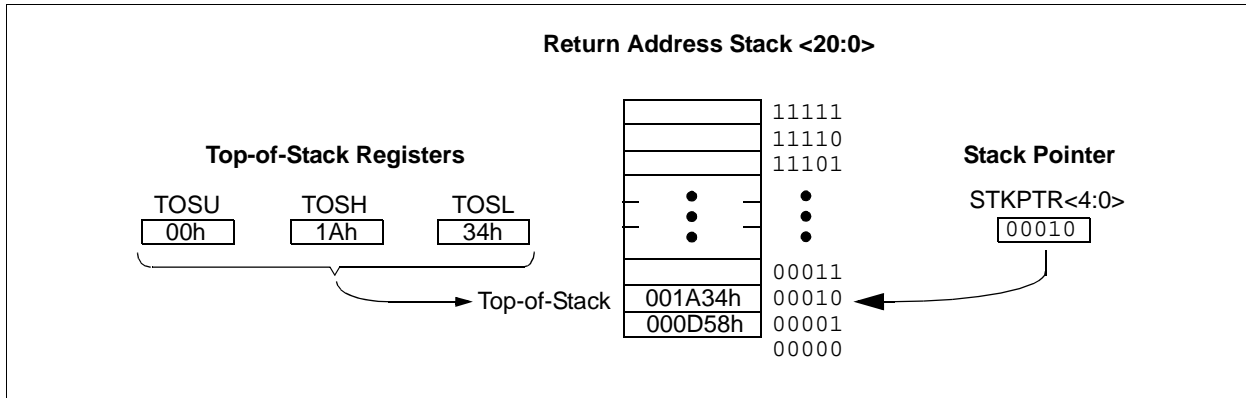 Return Address Stack <20:0>
11111
11110
Top-of-Stack Registers
11101
Stack Pointer
TOSU TOSH TOSL
STKPTR<4:0>
00h 1Ah 34h
00010
00011
Top-of-Stack 001A34h 00010
000D58h 00001
00000